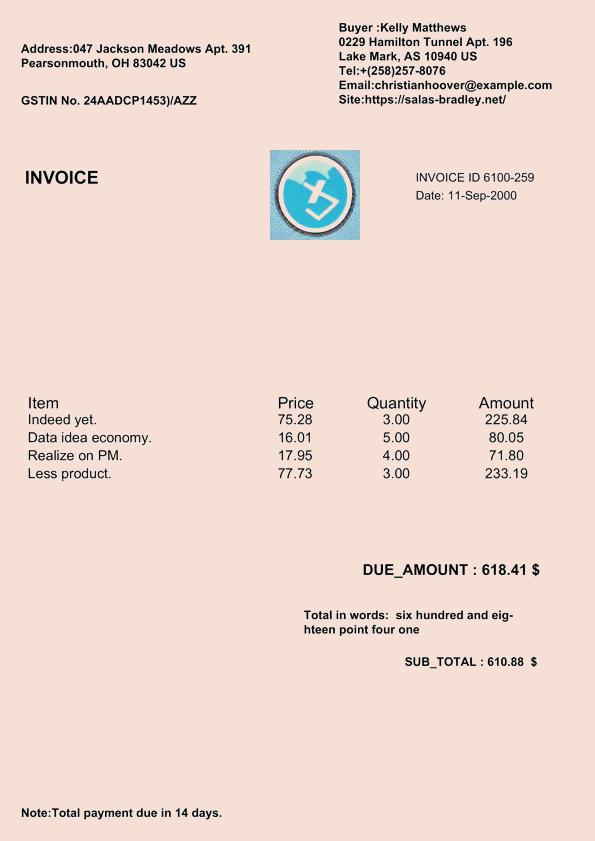 Address:047 Jackson Meadows Apt. 391
Pearsonmouth, OH 83042 US
GSTIN No. 24AADCP1453)/AZZ
Buyer :Kelly Matthews
0229 Hamilton Tunnel Apt. 196
Lake Mark, AS 10940 US
Tel:+(258)257-8076
Email:christianhoover@example.com
Site:https://salas-bradley.net/
INVOICE
INVOICE ID 6100-259
Date: 11-Sep-2000
Item Price Quantity Amount
Indeed yet. 75.28 3.00 225.84
Data idea economy. 16.01 5.00 80.05
Realize on PM. 17.95 4.00 71.80
Less product. 77.73 3.00 233.19
DUE_AMOUNT : 618.41 $
Total in words: six hundred and eig-
hteen point four one
SUB_TOTAL : 610.88 $
Note:Total payment due in 14 days.